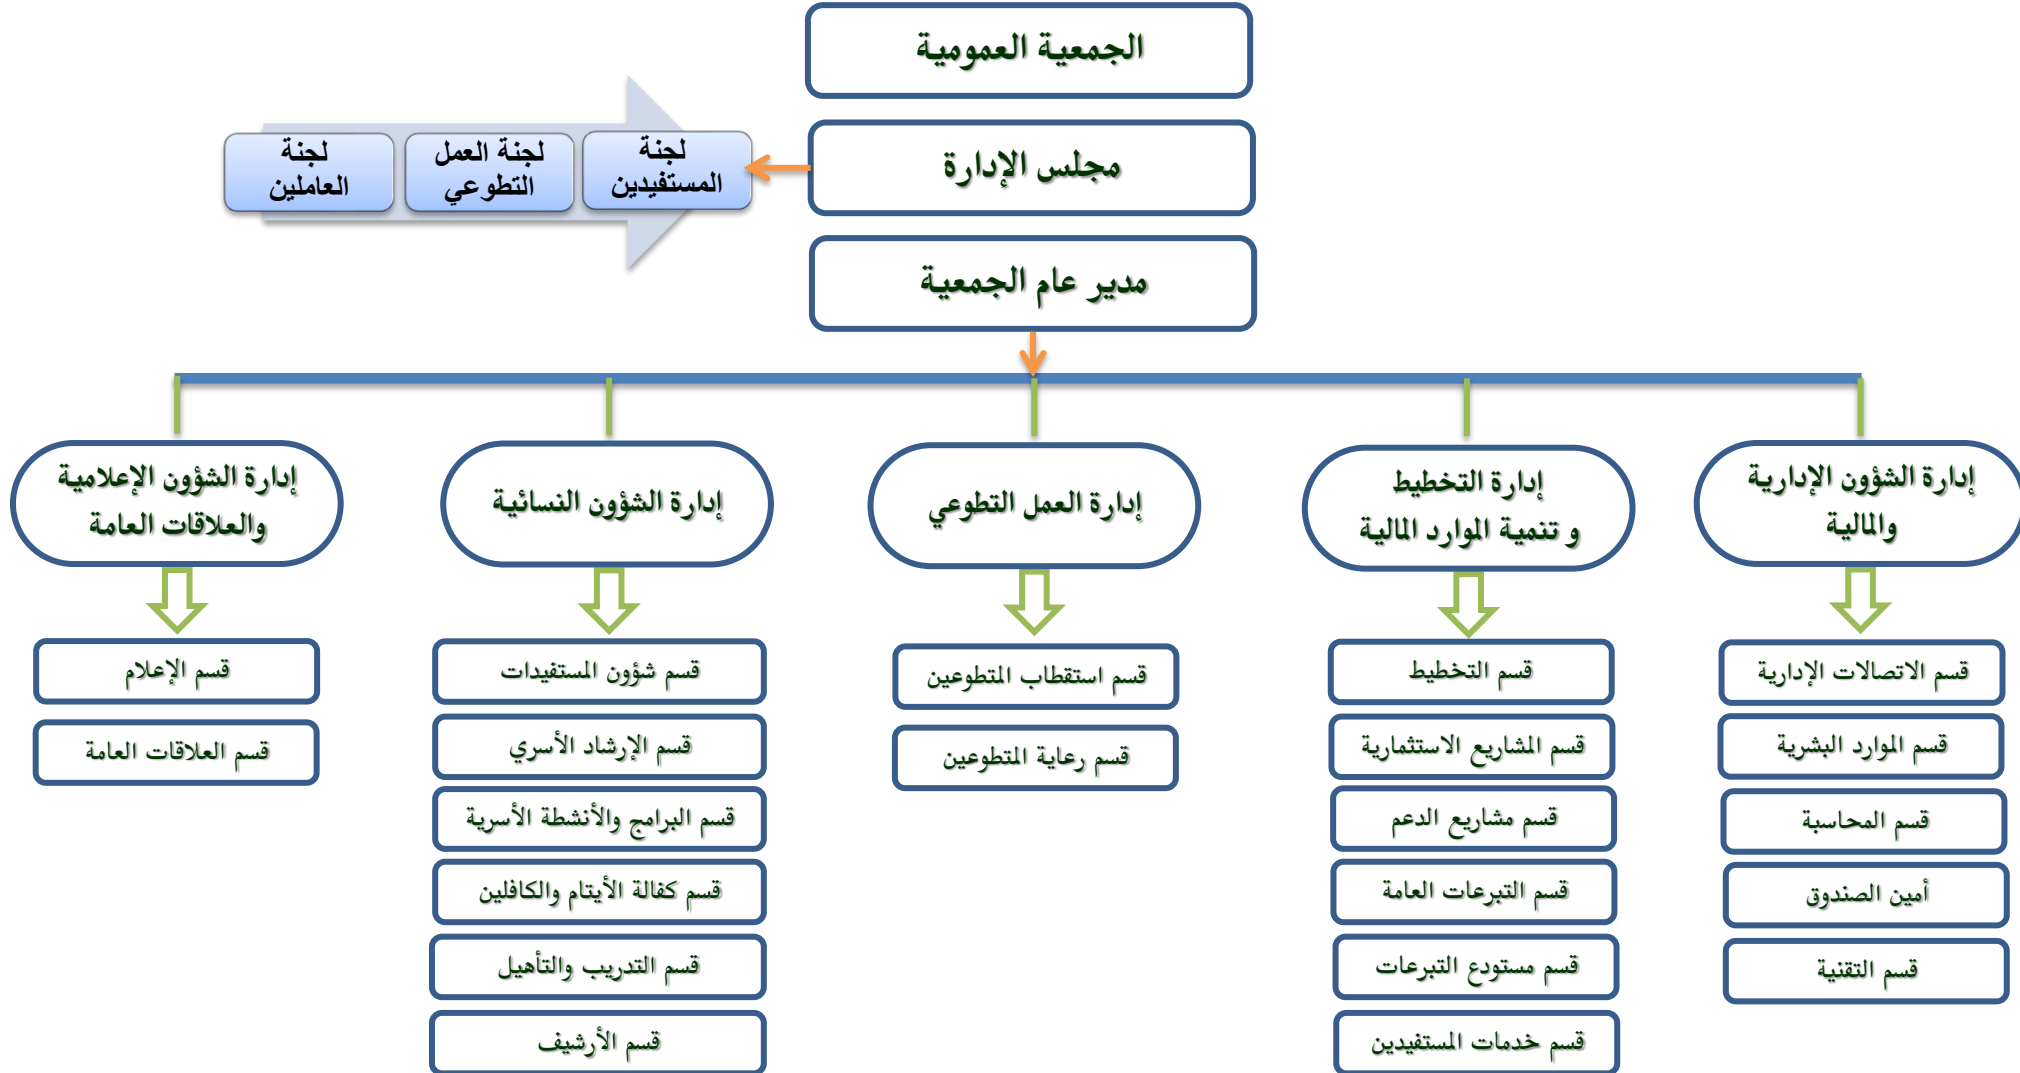 الجمعية العمومية
مجلس الإدارة
لجنة
المستفيدين
لجنة العمل
التطوعي
لجنة
العاملين
مدير عام الجمعية
إدارة الشؤون الإدارية
والمالية
إدارة التخطيط
و تنمية الموارد المالية
إدارة العمل التطوعي
إدارة الشؤون النسائية
إدارة الشؤون الإعلامية
والعلاقات العامة
قسم الاتصالات الإدارية
قسم الموارد البشرية
قسم المحاسبة
أمين الصندوق
قسم التقنية
قسم التخطيط
قسم المشاريع الاستثمارية
قسم مشاريع الدعم
قسم التبرعات العامة
قسم مستودع التبرعات
قسم خدمات المستفيدين
قسم استقطاب المتطوعين
قسم رعاية المتطوعين
قسم شؤون المستفيدات
قسم الإرشاد الأسري
قسم البرامج والأنشطة الأسرية
قسم كفالة الأيتام والكافلين
قسم التدريب والتأهيل
قسم الأرشيف
قسم الإعلام
قسم العلاقات العامة